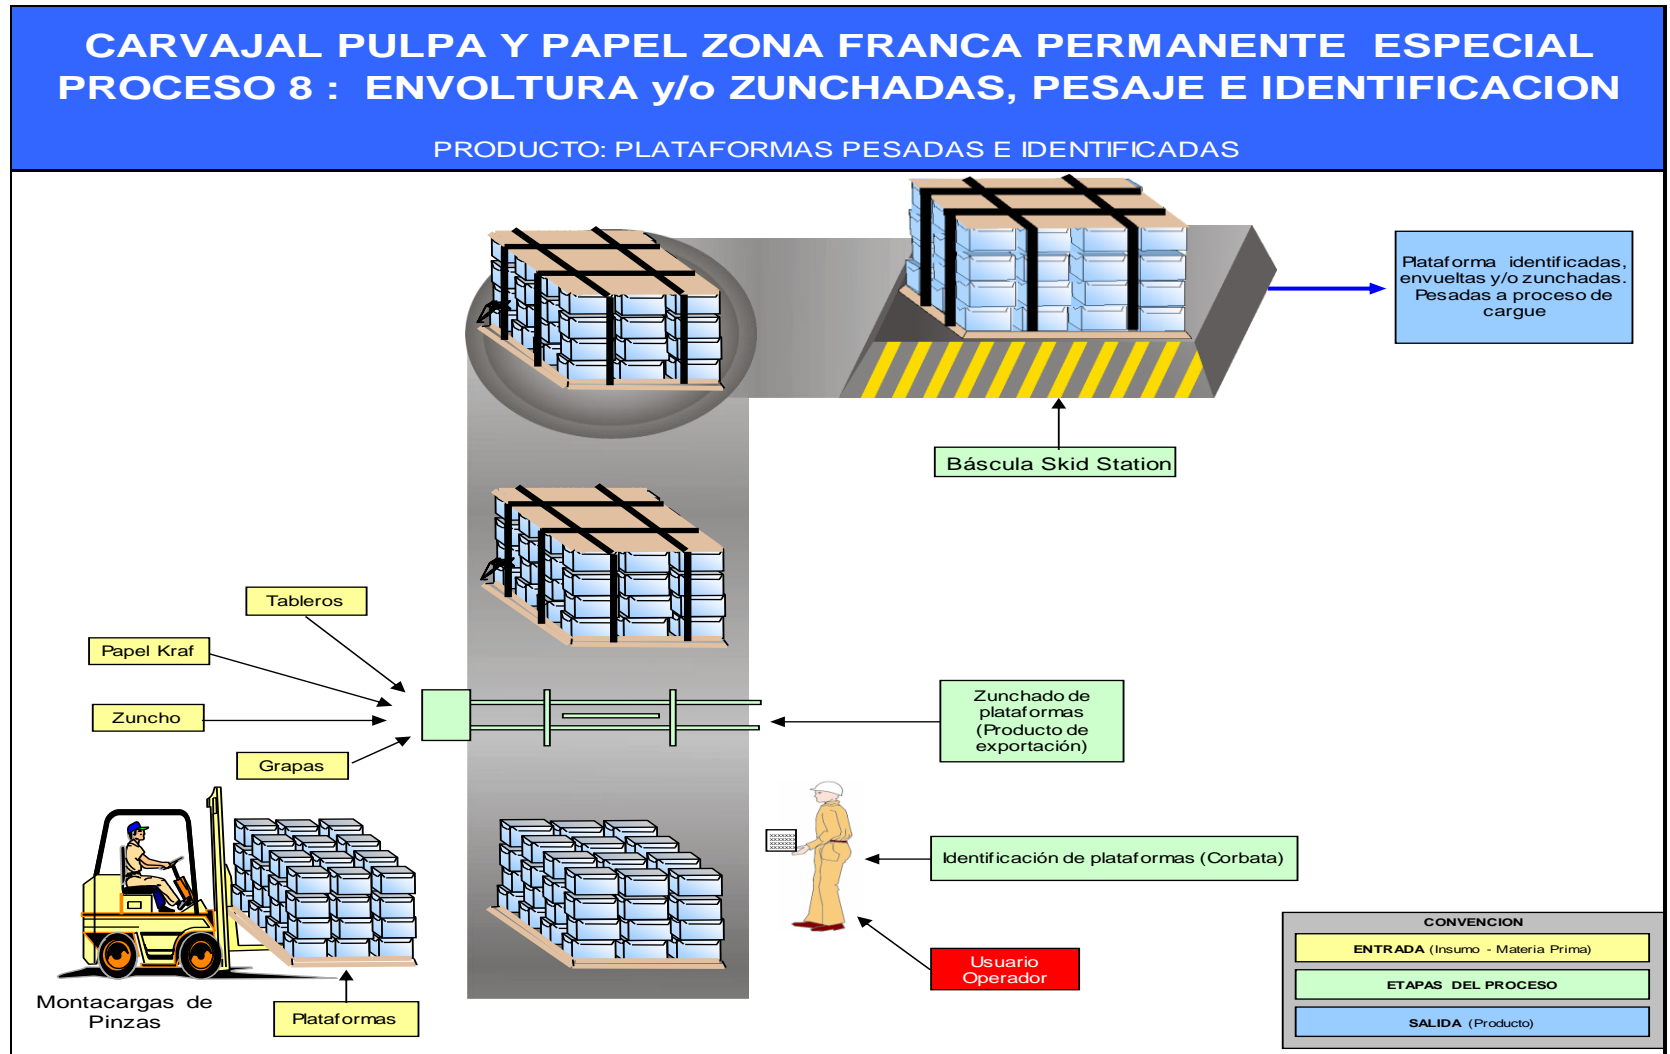 CARVAJAL PULPA Y PAPEL ZONA FRANCA PERMANENTE ESPECIAL
PROCESO 8 : ENVOLTURA y/o ZUNCHADAS, PESAJE E IDENTIFICACION
PRODUCTO: PLATAFORMAS PESADAS E IDENTIFICADAS
Plataforma identificadas,
envueltas y/o zunchadas.
Pesadas a proceso de
cargue
Báscula Skid Station
Tableros
Papel Kraf
Zuncho
Grapas
Zunchado de
plataformas
(Producto de
exportación)
xxxxxxx
xxxxxxx
xxxxxxx
Identificación de plataformas (Corbata)
Usuario
Operador
Montacargas de
Pinzas
Plataformas
CONVENCION
ENTRADA (Insumo - Materia Prima)
ETAPAS DEL PROCESO
SALIDA (Producto)